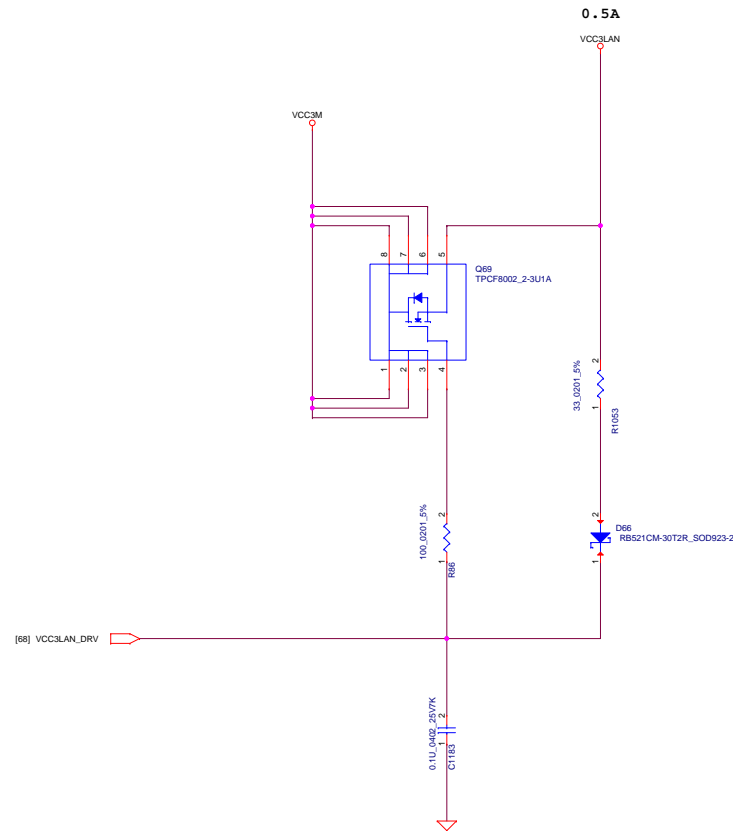 0.5A
VCC3LAN
VCC3M
8
7
6
5
Q69
TPCF8002_2-3U1A
1
2
3
4
2
33_0201_5%
1
R1053
2
100_0201_5%
1
R86
2
D66
RB521CM-30T2R_SOD923-2
1
[68] VCC3LAN_DRV
2
0.1U_0402_25V7K
1
C1183